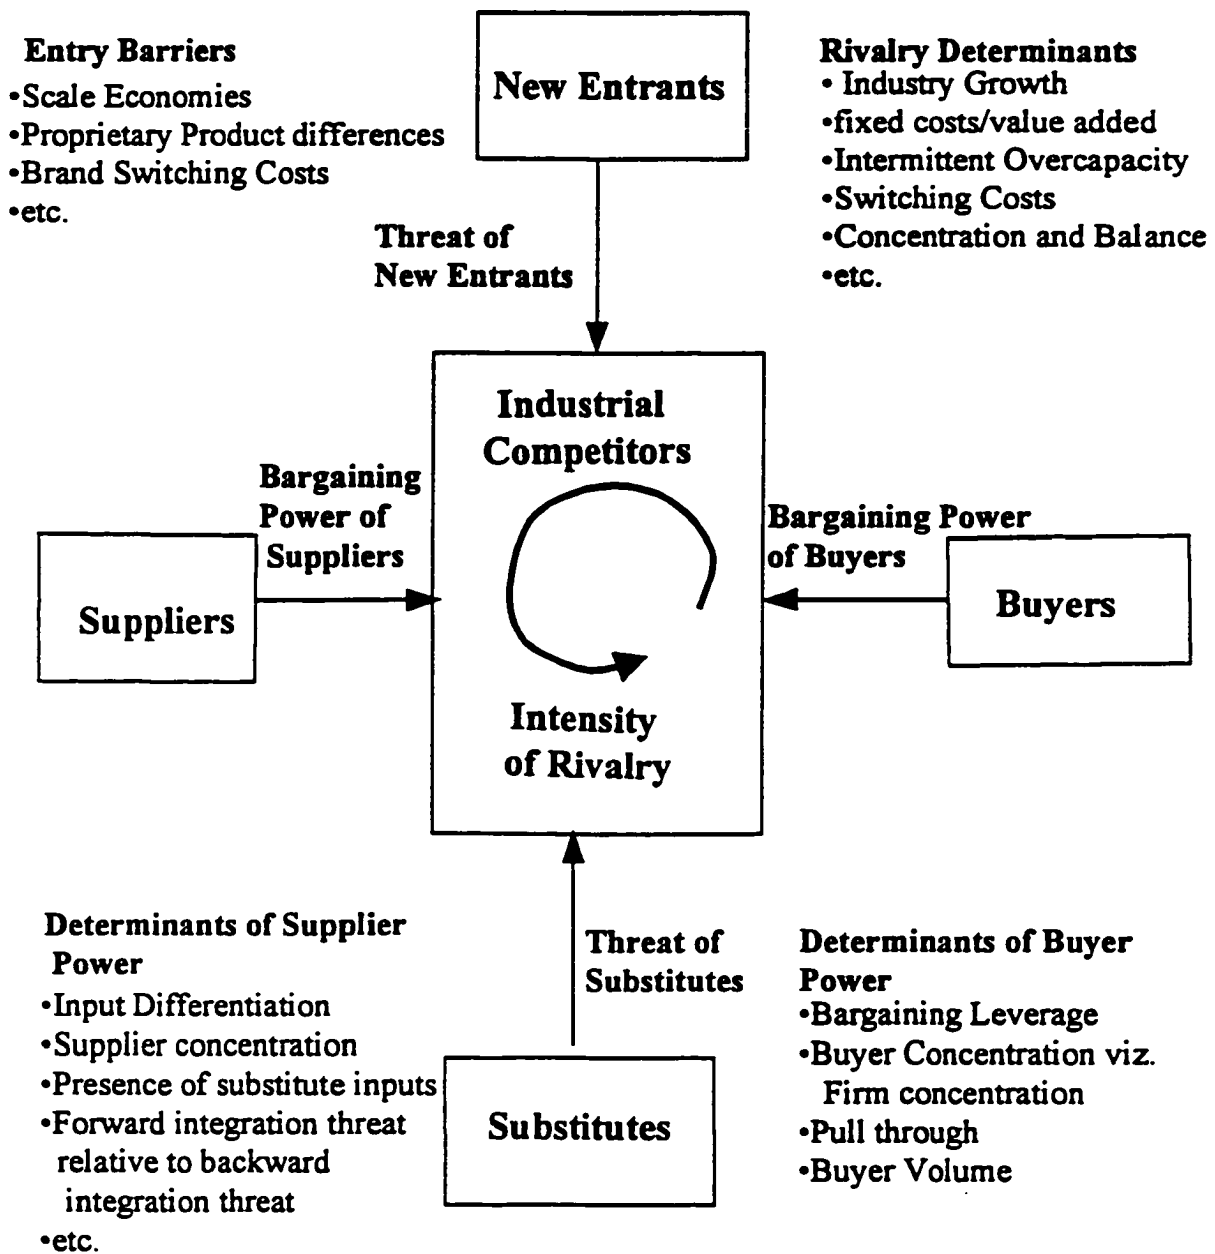 Entry Barriers
•Scale Economies
•Proprietary Product differences
•Brand Switching Costs
•etc.
New Entrants
Rivalry Determinants
• Industry Growth
•fixed costs/value added
•Intermittent Overcapacity
•Switching Costs
•Concentration and Balance
•etc.
Threat of
New Entrants
Industrial
Competitors
Bargaining
Power of
Suppliers
Suppliers
Bargaining Power
of Buyers
Buyers
Intensity
of Rivalry
Determinants of Supplier
Power
•Input Differentiation
•Supplier concentration
•Presence of substitute inputs
•Forward integration threat
relative to backward
integration threat
•etc.
Threat of
Substitutes
Substitutes
Determinants of Buyer
Power
•Bargaining Leverage
•Buyer Concentration viz.
Firm concentration
•Pull through
•Buyer Volume